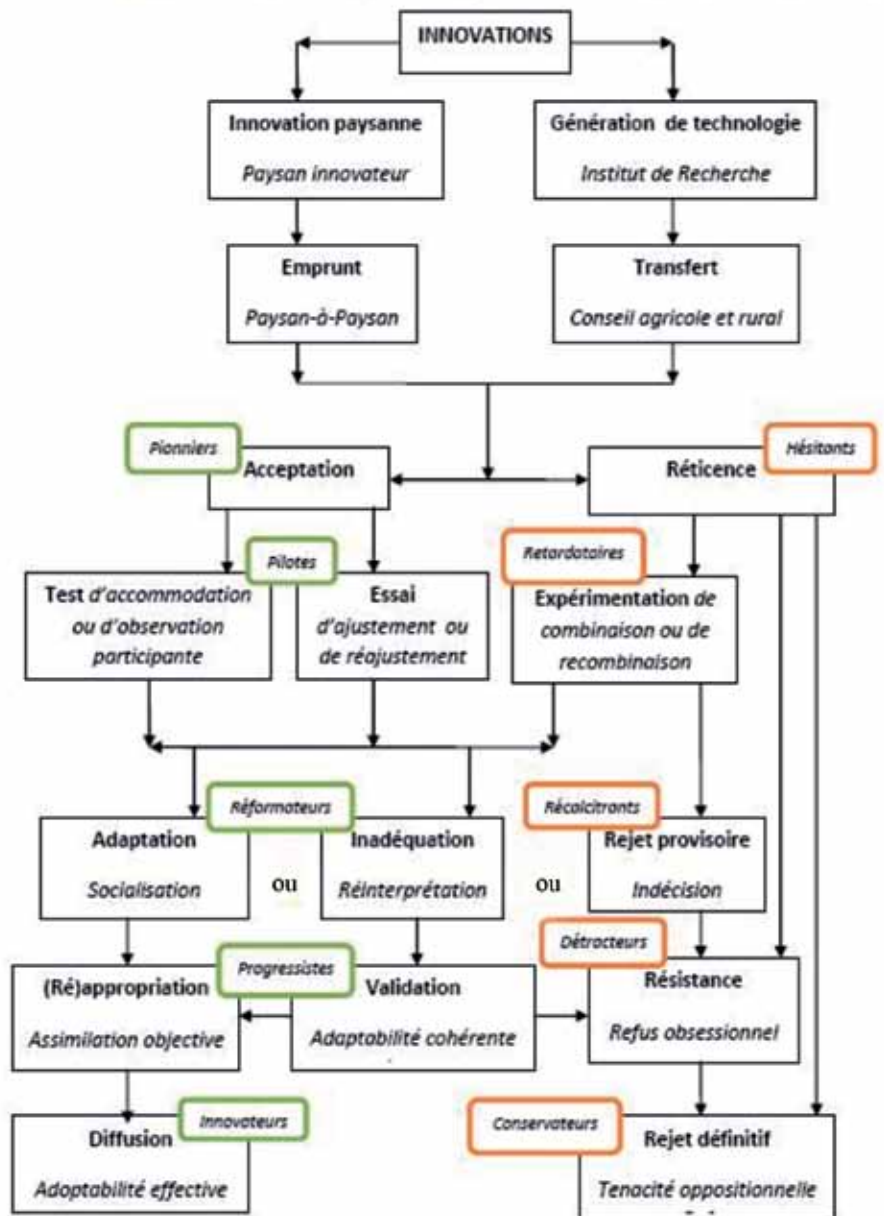 INNOVATIONS
Innovation paysanne
Paysan innovateur
Génération de technologie
Institut de Recherche
Emprunt
Paysan-à-Paysan
Transfert
Conseil agricole et rural
Pionniers
Acceptation
Hésitants
Réticence
Pilotes
Test d'accommodation
ou d'observation
participante
Essai
d'ajustement ou
de réajustement
Retardataires
Expérimentation de
combinaison ou de
recombinaison
Réformateurs
Adaptation
Socialisation
ou
Inadéquation
Réinterprétation
ou
Récalcitrants
Rejet provisoire
Indécision
Progressistes
(Ré)appropriation
Assimilation objective
Validation
Adaptabilité cohérente
Détracteurs
Résistance
Refus obsessionnel
Innovateurs
Diffusion
Adoptabilité effective
Conservateurs
Rejet définitif
Tenacité oppositionnelle